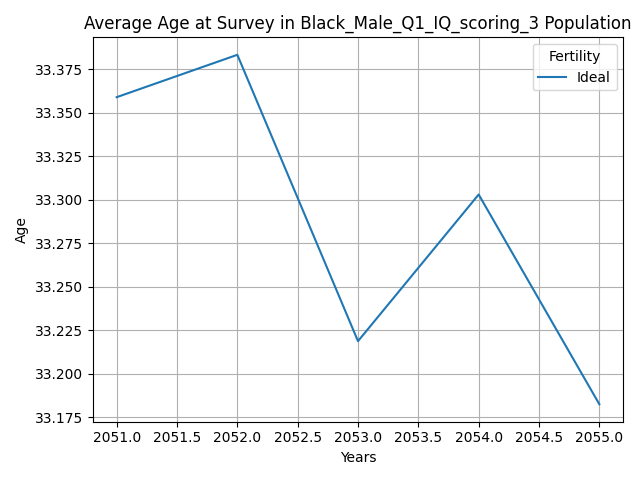 Average Age at Survey in Black_Male_Q1_IQ_scoring_3 Population
Fertility
Ideal
33.375
33.350
33.325
33.300
33.275
33.250
33.225
33.200
33.175
Age
2051.0 2051.5 2052.0 2052.5 2053.0 2053.5 2054.0 2054.5 2055.0
Years